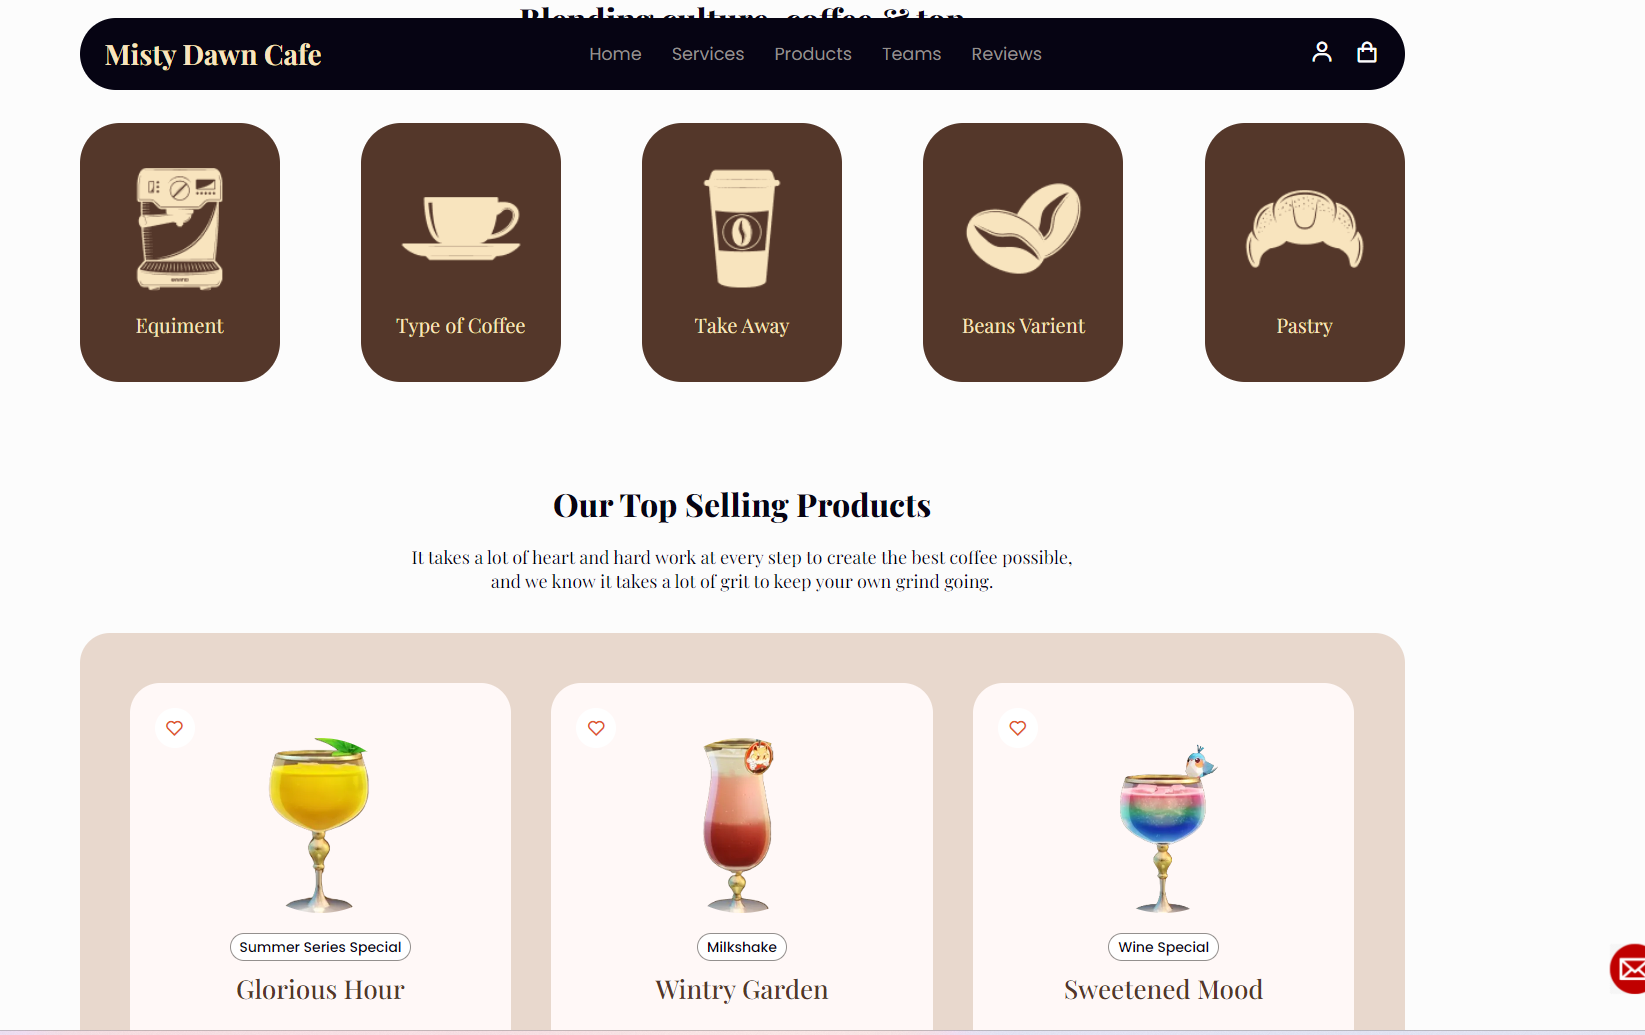 Blending culture, coffee &
Misty Dawn Cafe
Home
Services
Products
Teams
Reviews
Equiment
Type of Coffee
Take Away
Beans Varient
Pastry
Our Top Selling Products
It takes a lot of heart and hard work at every step to create the best coffee possible,
and we know it takes a lot of grit to keep your own grind going.
Summer Series Special
Milkshake
Wine Special
Glorious Hour
Wintry Garden
Sweetened Mood